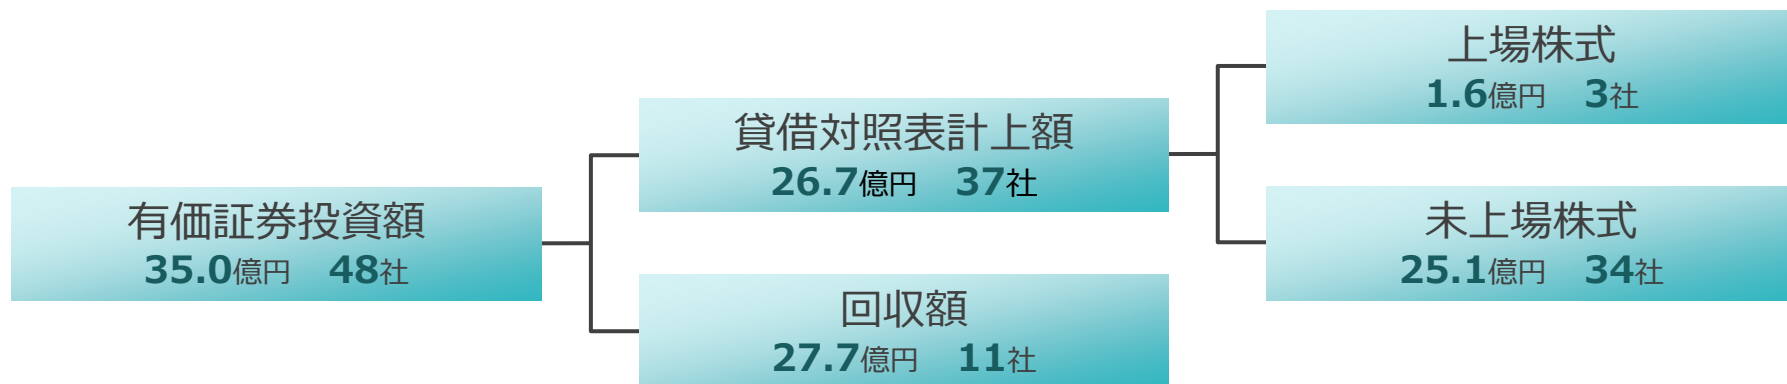 有価証券投資額
35.0億円 48社
貸借対照表計上額
26.7億円 37社
回収額
27.7億円 11社
上場株式
1.6億円 3社
未上場株式
25.1億円 34社